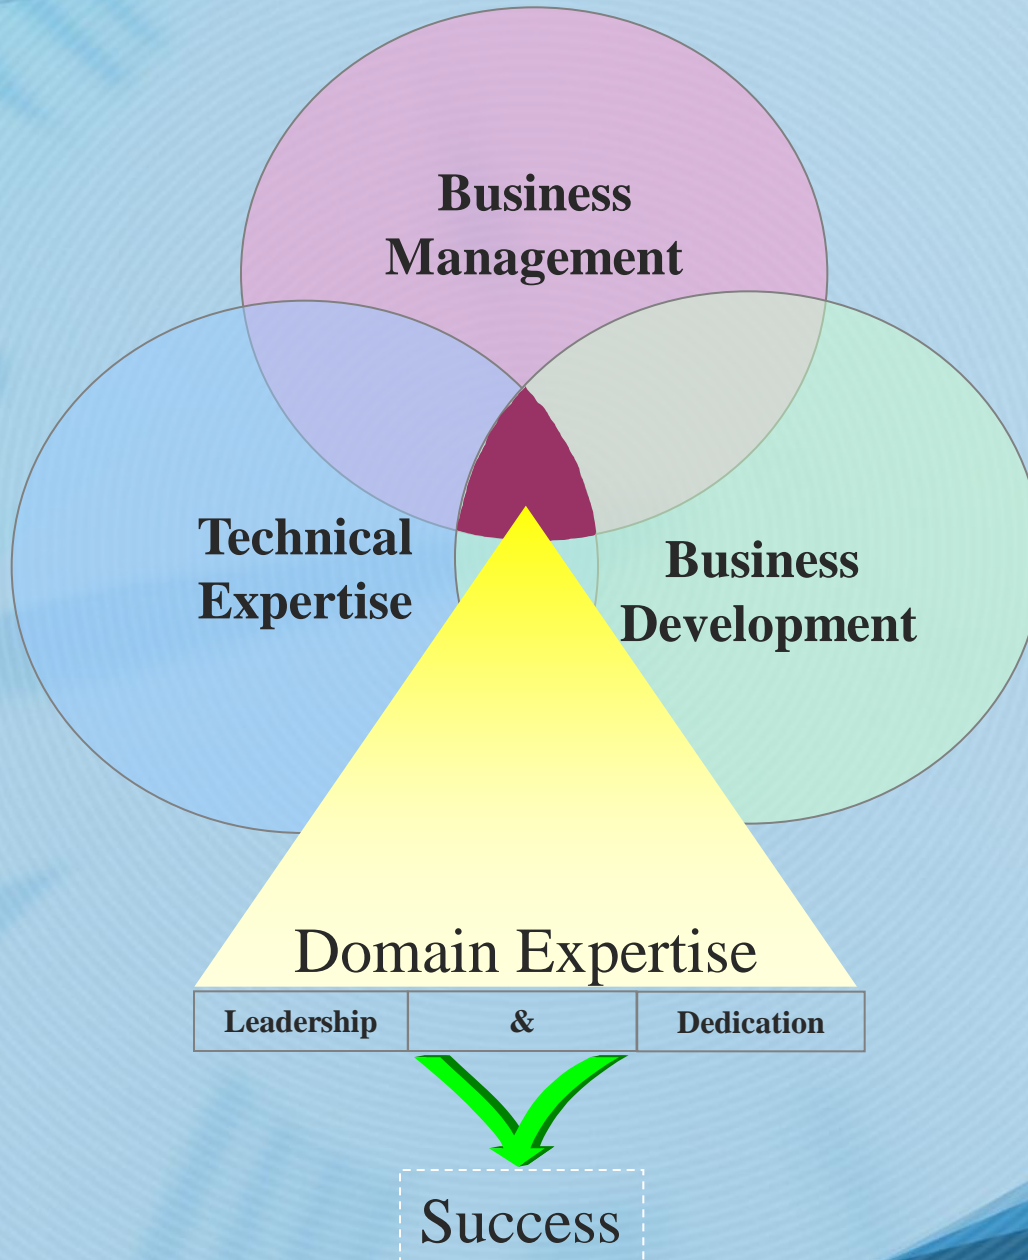 Business
Management
Technical
Expertise
Business
Development
Domain Expertise
Leadership & Dedication
Success